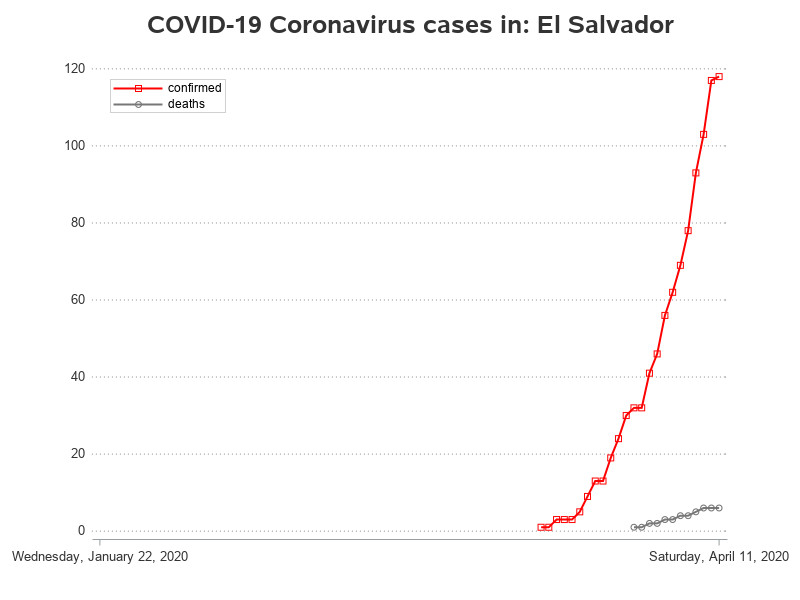 COVID-19 Coronavirus cases in: El Salvador
120
confirmed
deaths
100
80
60
40
20
0
Wednesday, January 22, 2020
Saturday, April 11, 2020